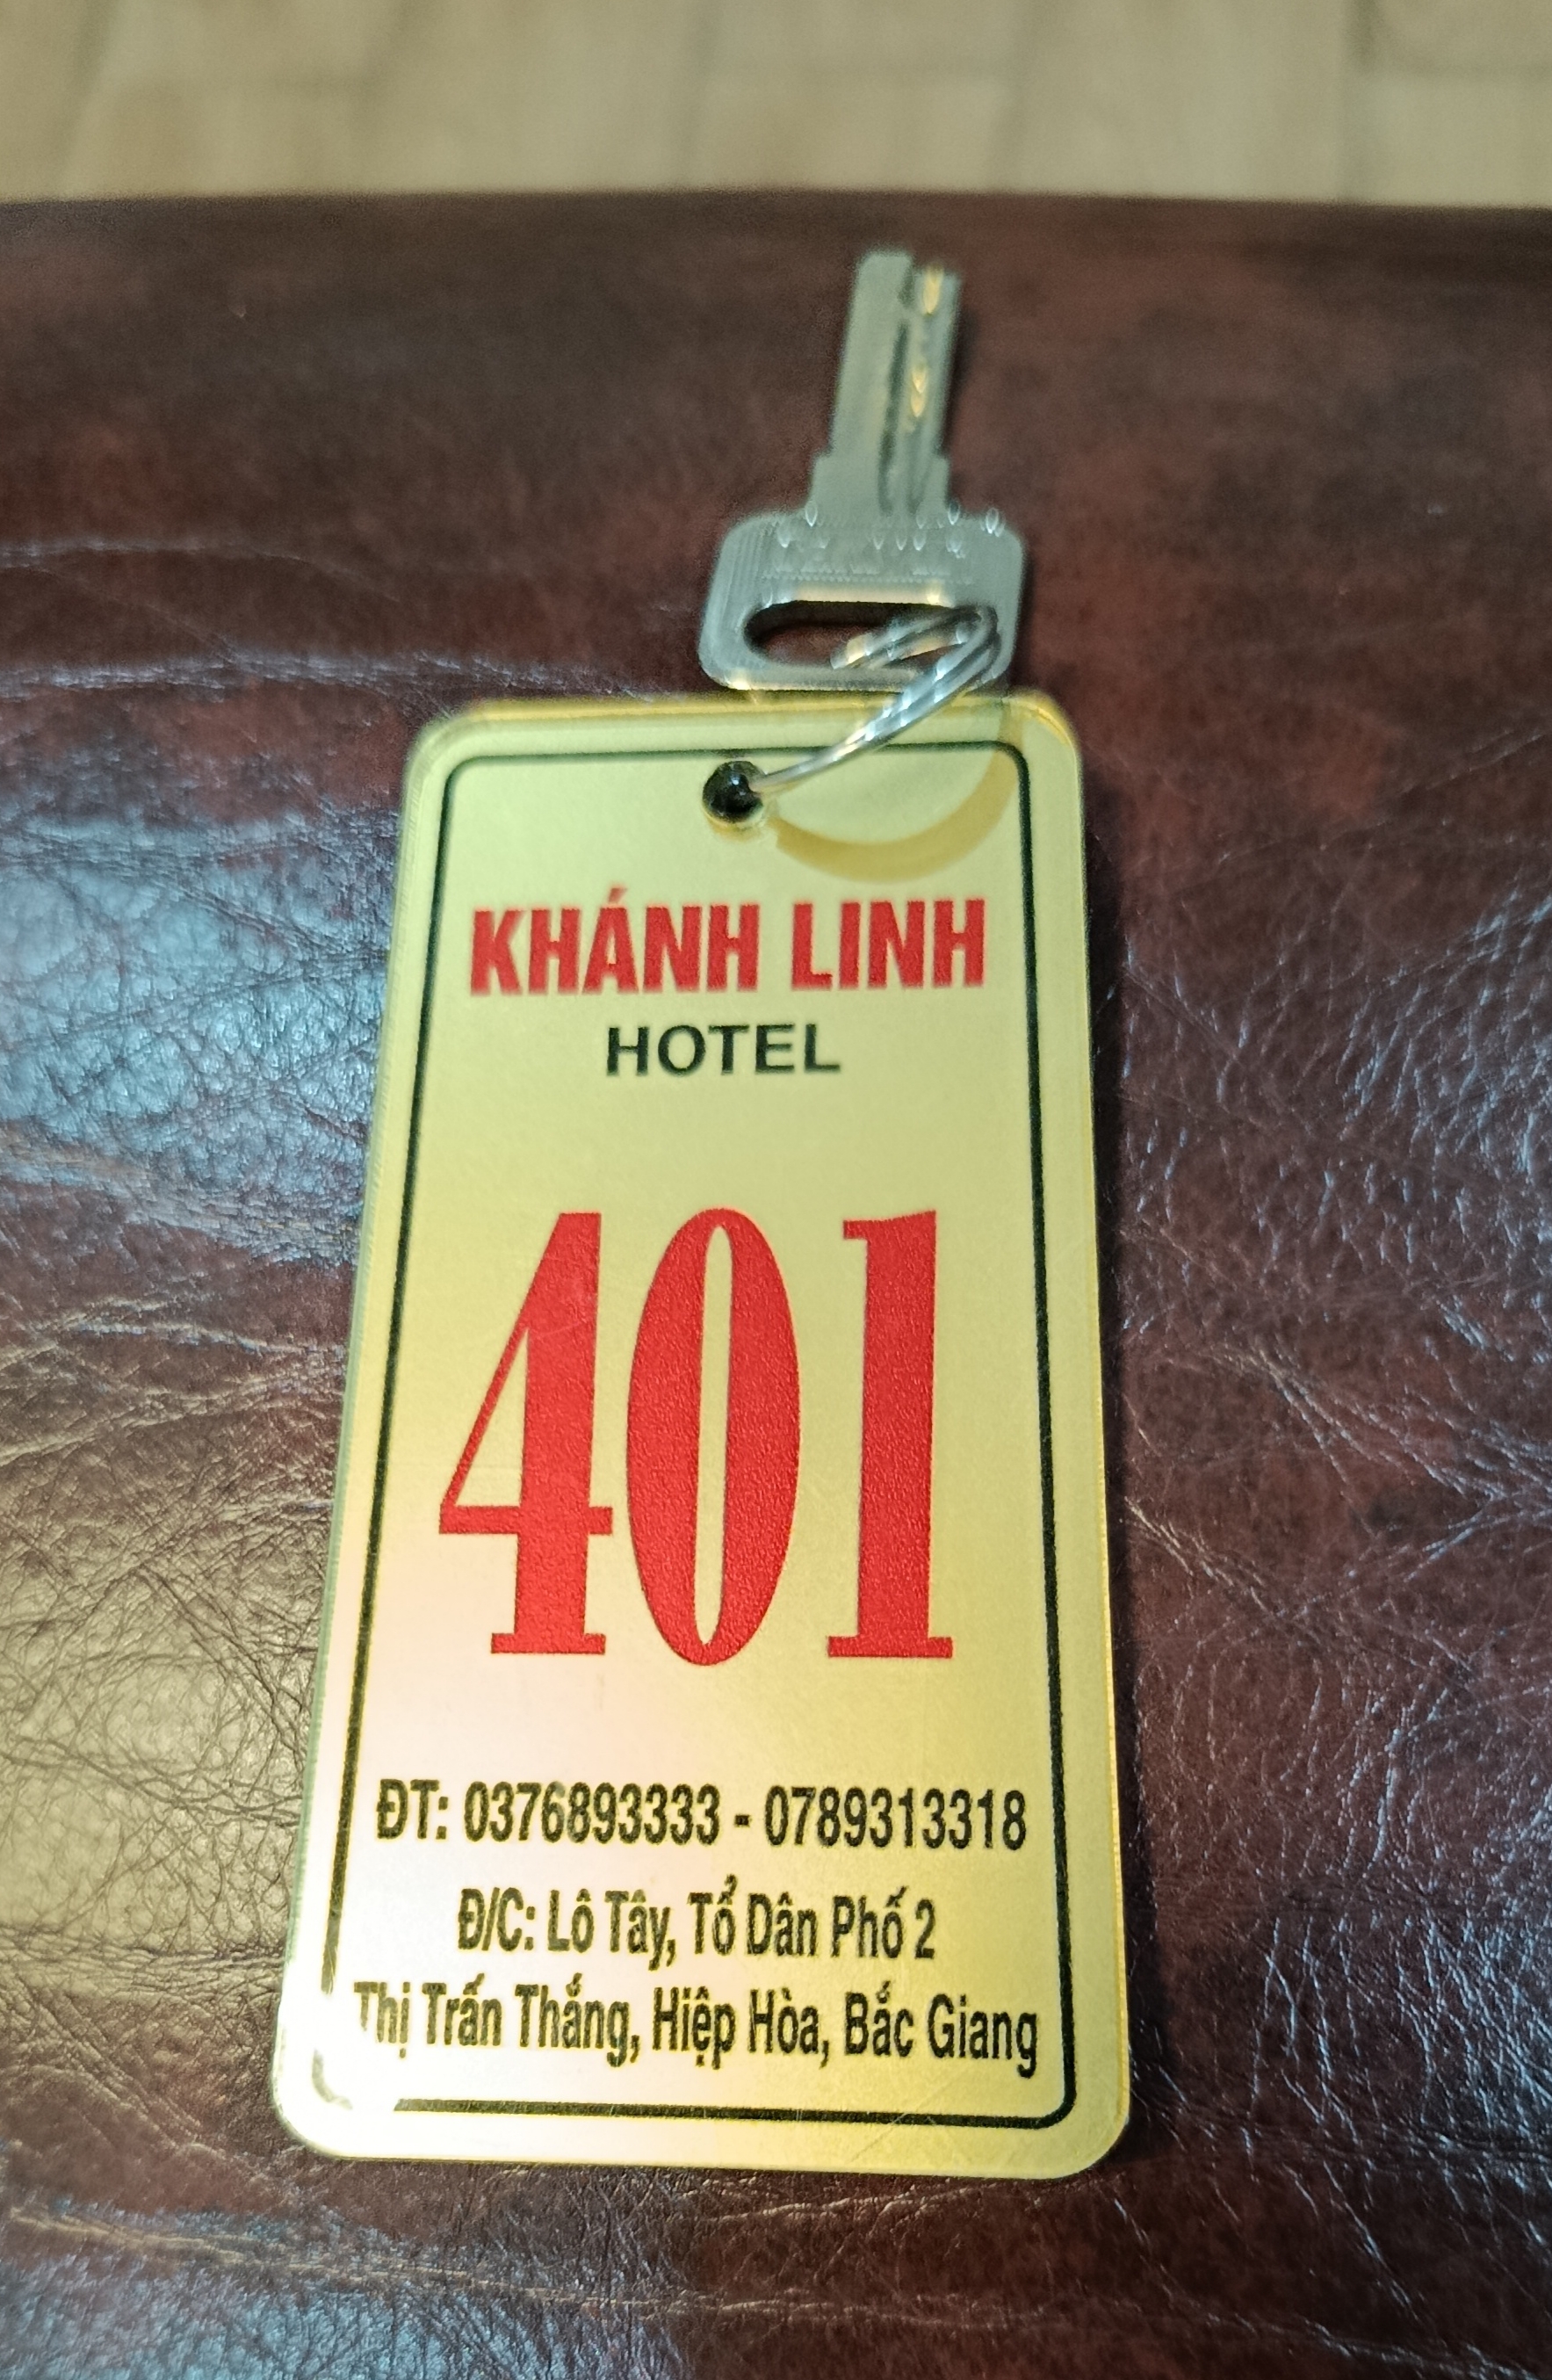 KHÁNH LINH
HOTEL
401
ĐT: 0376893333 - 0789313318
Đ/C: Lô Tây, Tổ Dân Phố 2
Thị Trấn Thắng, Hiệp Hòa, Bắc Giang